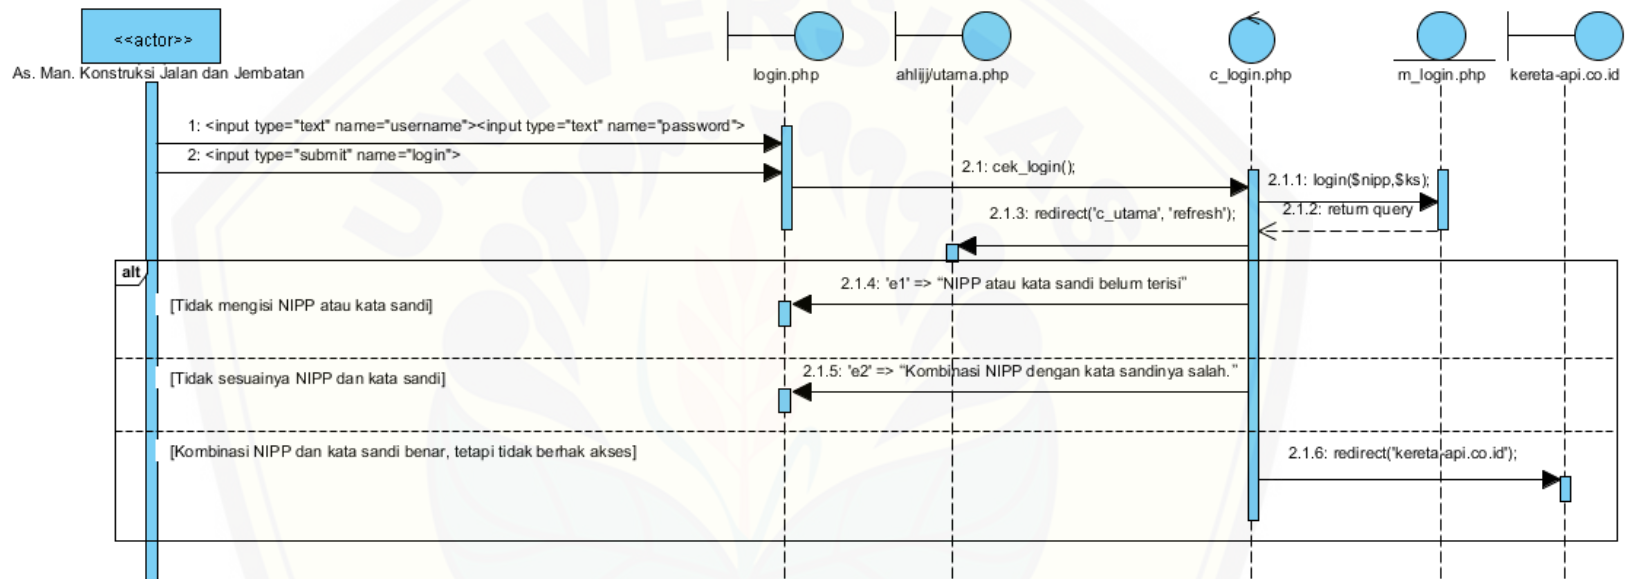 <<actor>>
As. Man. Konstruksi Jalan dan Jembatan
login.php
ahlijj/utama.php
c_login.php
m_login.php
kereta-api.co.id
1: <input type="text" name="username"><input type="text" name="password">
2: <input type="submit" name="login">
2.1: cek_login();
2.1.1: login($nipp,$ks);
2.1.2: return query
2.1.3: redirect('c_utama', 'refresh');
alt
2.1.4: 'e1' => “NIPP atau kata sandi belum terisi”
[Tidak mengisi NIPP atau kata sandi]
2.1.5: 'e2' => “Kombinasi NIPP dengan kata sandinya salah.”
[Tidak sesuainya NIPP dan kata sandi]
[Kombinasi NIPP dan kata sandi benar, tetapi tidak berhak akses]
2.1.6: redirect('kereta-api.co.id');
UNIVERSITAS